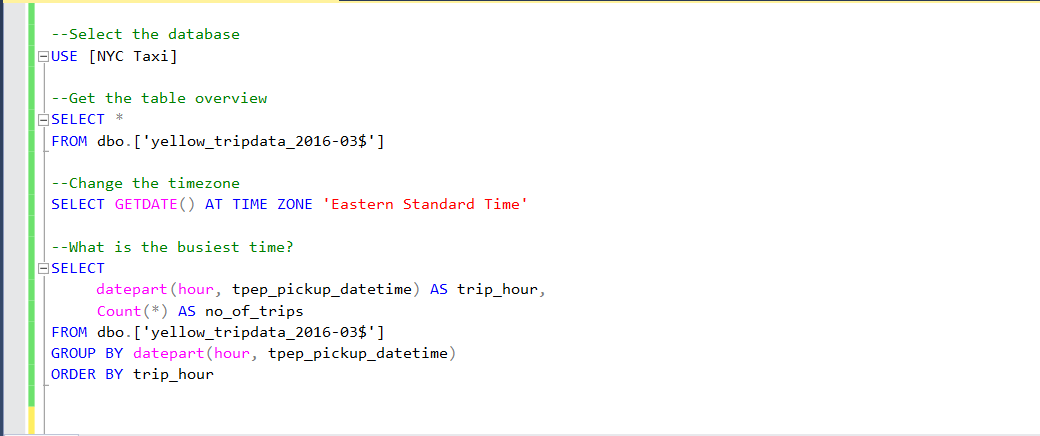 --Select the database
USE [NYC Taxi]
--Get the table overview
SELECT *
FROM dbo.['yellow_tripdata_2016-03$']
--Change the timezone
SELECT GETDATE() AT TIME ZONE 'Eastern Standard Time'
--What is the busiest time?
SELECT
datepart(hour, tpep_pickup_datetime) AS trip_hour,
Count(*) AS no_of_trips
FROM dbo.['yellow_tripdata_2016-03$']
GROUP BY datepart(hour, tpep_pickup_datetime)
ORDER BY trip_hour